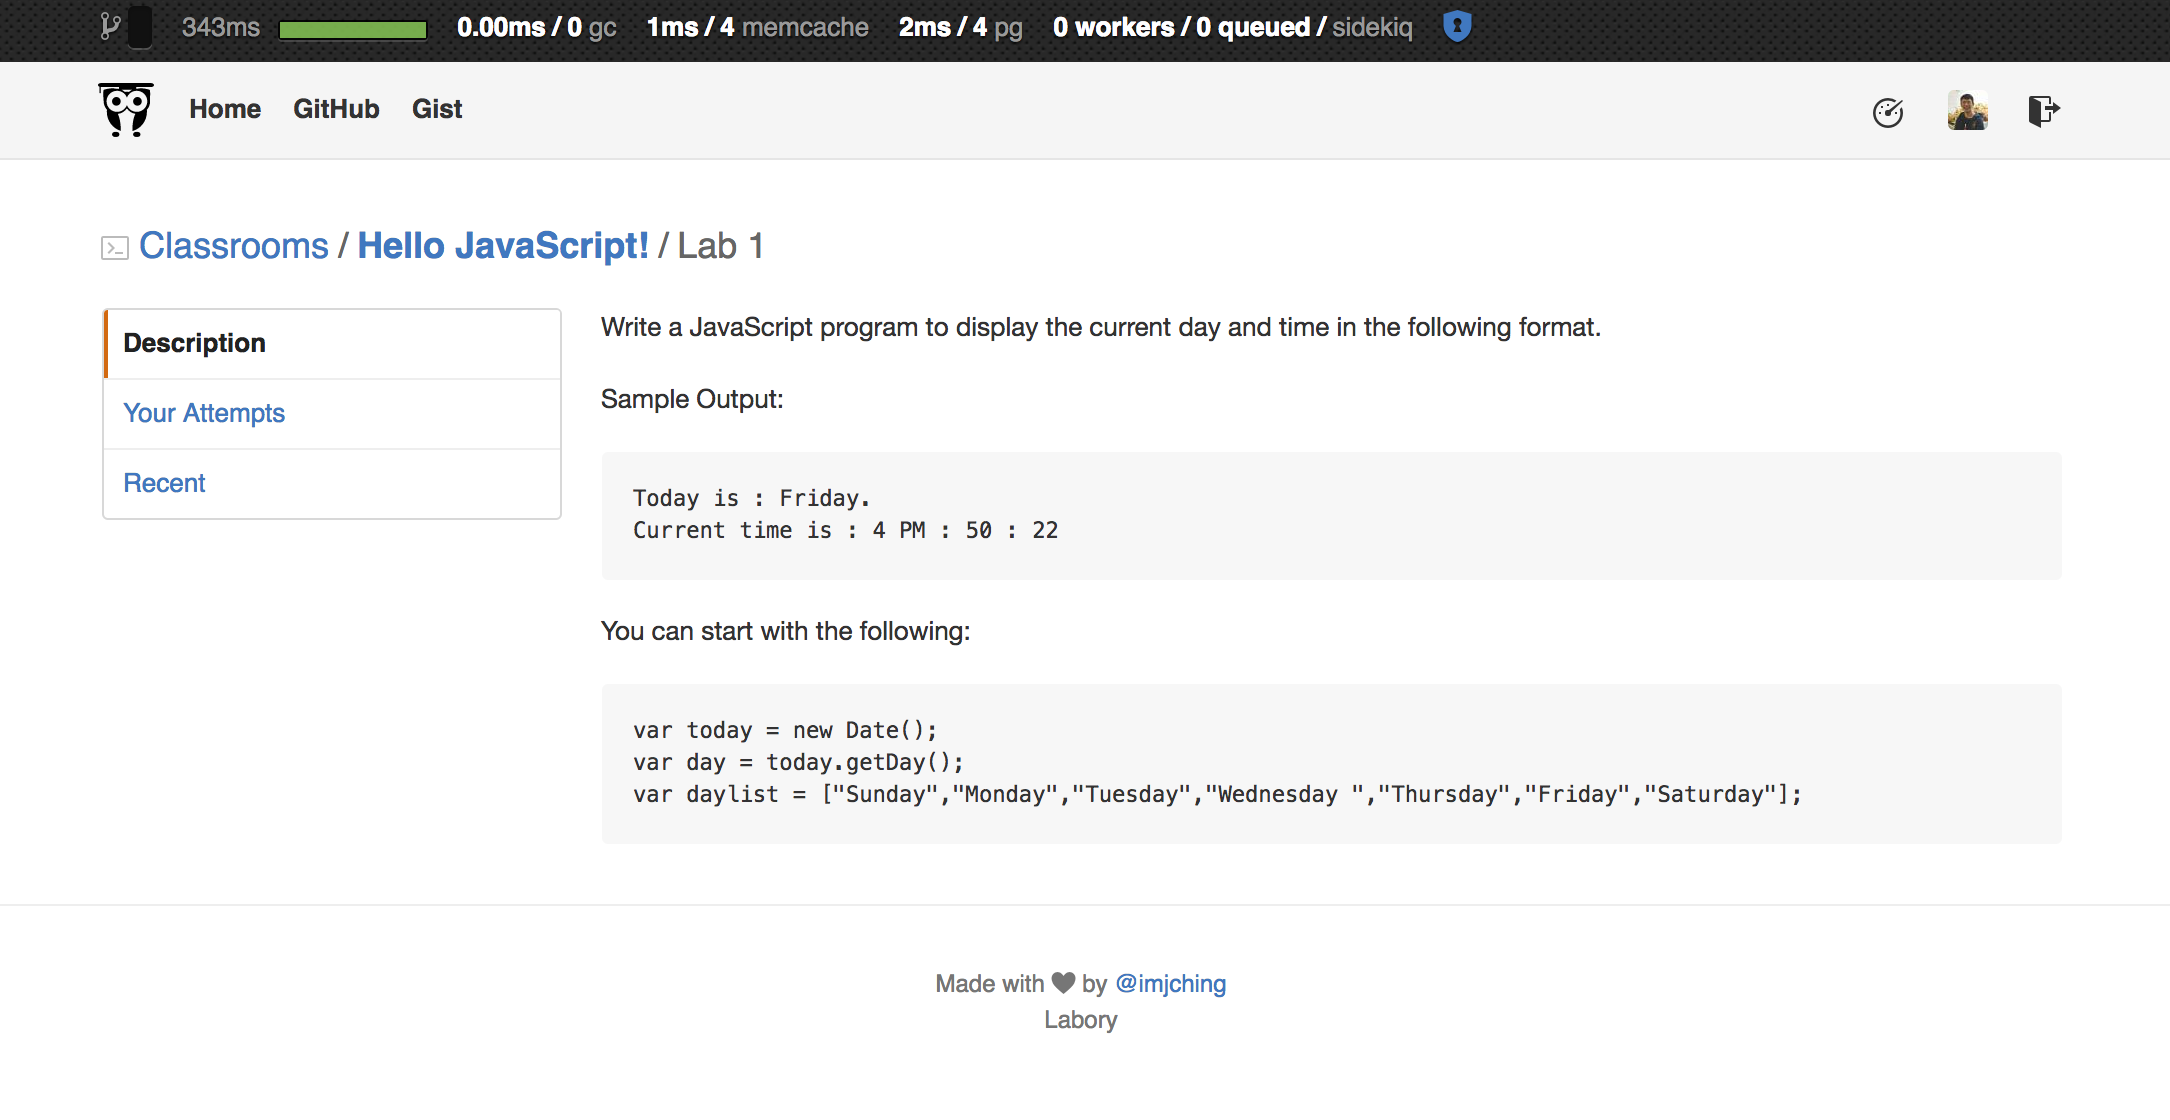 343ms 0.00ms / 0 gc 1ms / 4 memcache 2ms / 4 pg 0 workers / 0 queued / sidekiq
Home GitHub Gist
Classrooms / Hello JavaScript! / Lab 1
Description
Your Attempts
Recent
Write a JavaScript program to display the current day and time in the following format.
Sample Output:
Today is : Friday.
Current time is : 4 PM : 50 : 22
You can start with the following:
var today = new Date();
var day = today.getDay();
var daylist = ["Sunday","Monday","Tuesday","Wednesday ","Thursday","Friday","Saturday"];
Made with ♥ by @imjching
Labory